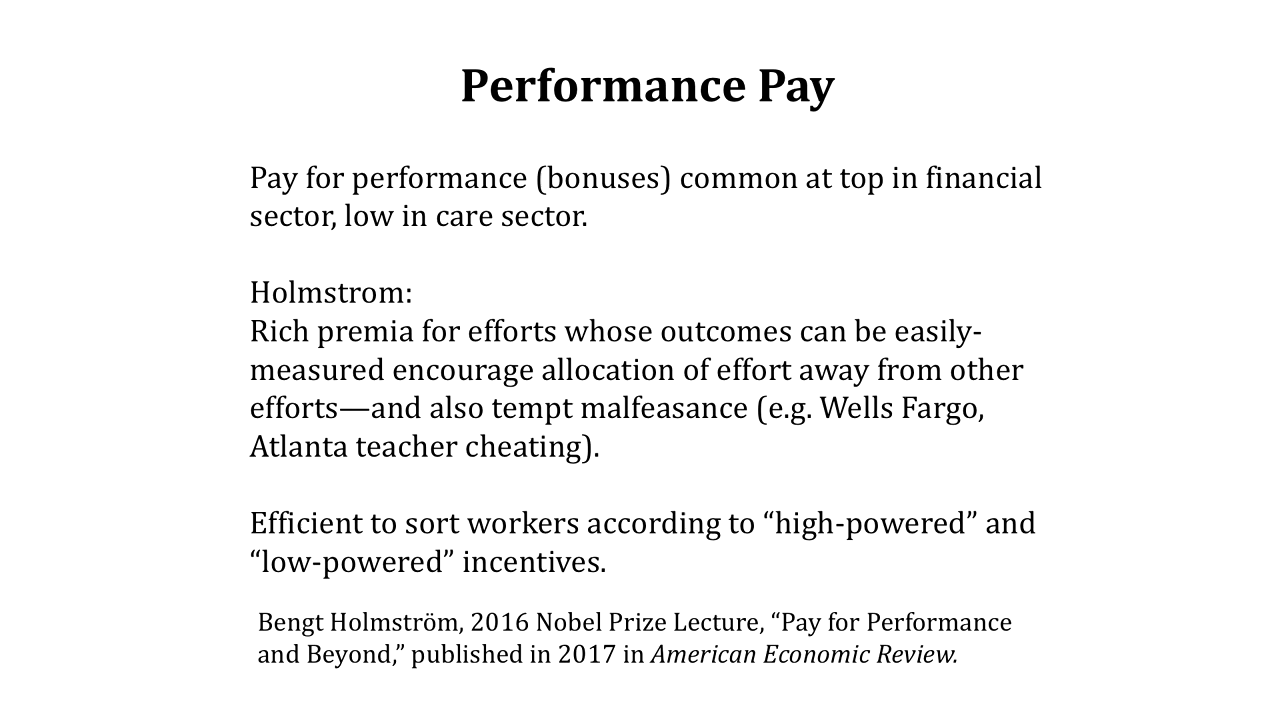 Performance Pay
Pay for performance (bonuses) common at top in financial
sector, low in care sector.
Holmstrom:
Rich premia for efforts whose outcomes can be easily-
measured encourage allocation of effort away from other
efforts—and also tempt malfeasance (e.g. Wells Fargo,
Atlanta teacher cheating).
Efficient to sort workers according to “high-powered” and
“low-powered” incentives.
Bengt Holmström, 2016 Nobel Prize Lecture, “Pay for Performance
and Beyond,” published in 2017 in American Economic Review.